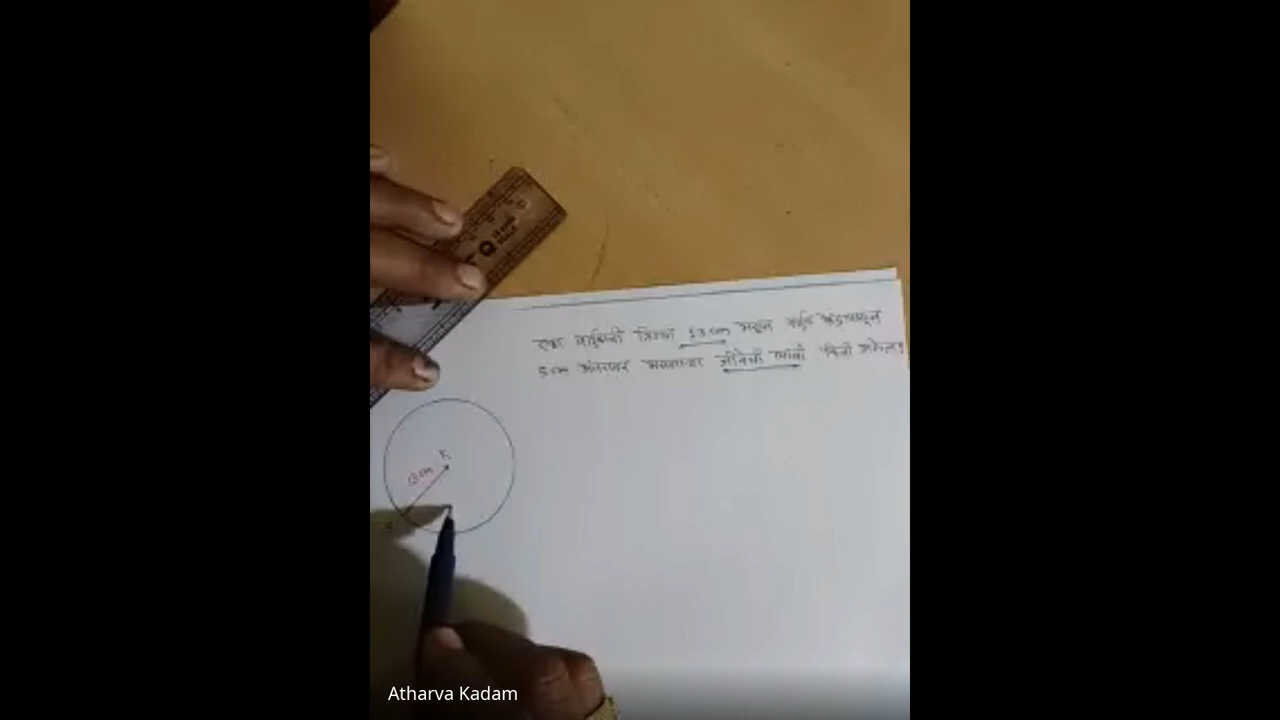 एका वर्तुळाची त्रिज्या 13 cm असून वर्तुळ केंद्रापासून
5 cm अंतरावर असणाऱ्या जीवेची लांबी किती असेल?
K
13 cm
Atharva Kadam